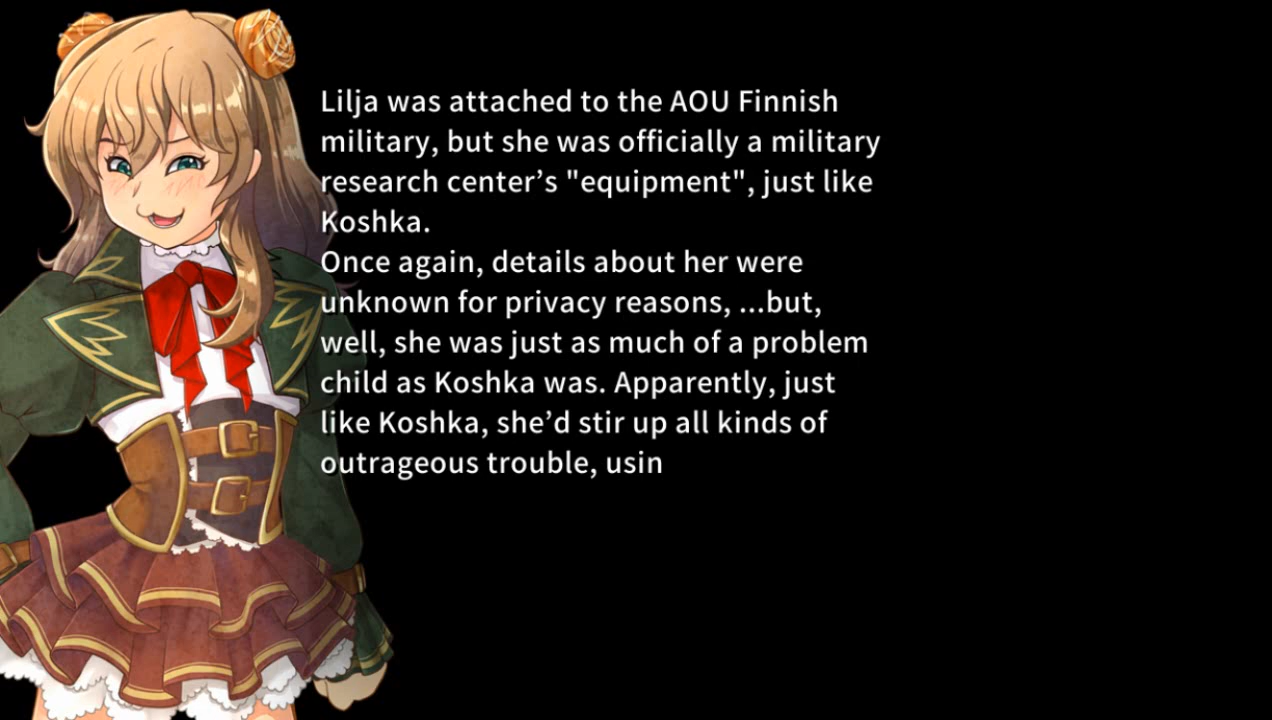 Lilja was attached to the AOU Finnish
military, but she was officially a military
research center’s "equipment", just like
Koshka.
Once again, details about her were
unknown for privacy reasons, ...but,
well, she was just as much of a problem
child as Koshka was. Apparently, just
like Koshka, she’d stir up all kinds of
outrageous trouble, usin